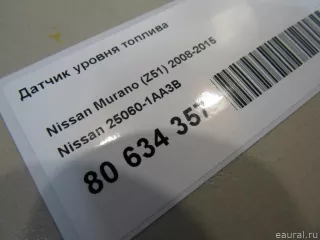 Датчик уровня топлива
Nissan Murano (Z51) 2008-2015
Nissan 25060-1AA3B
80 634 357
eaural.ru